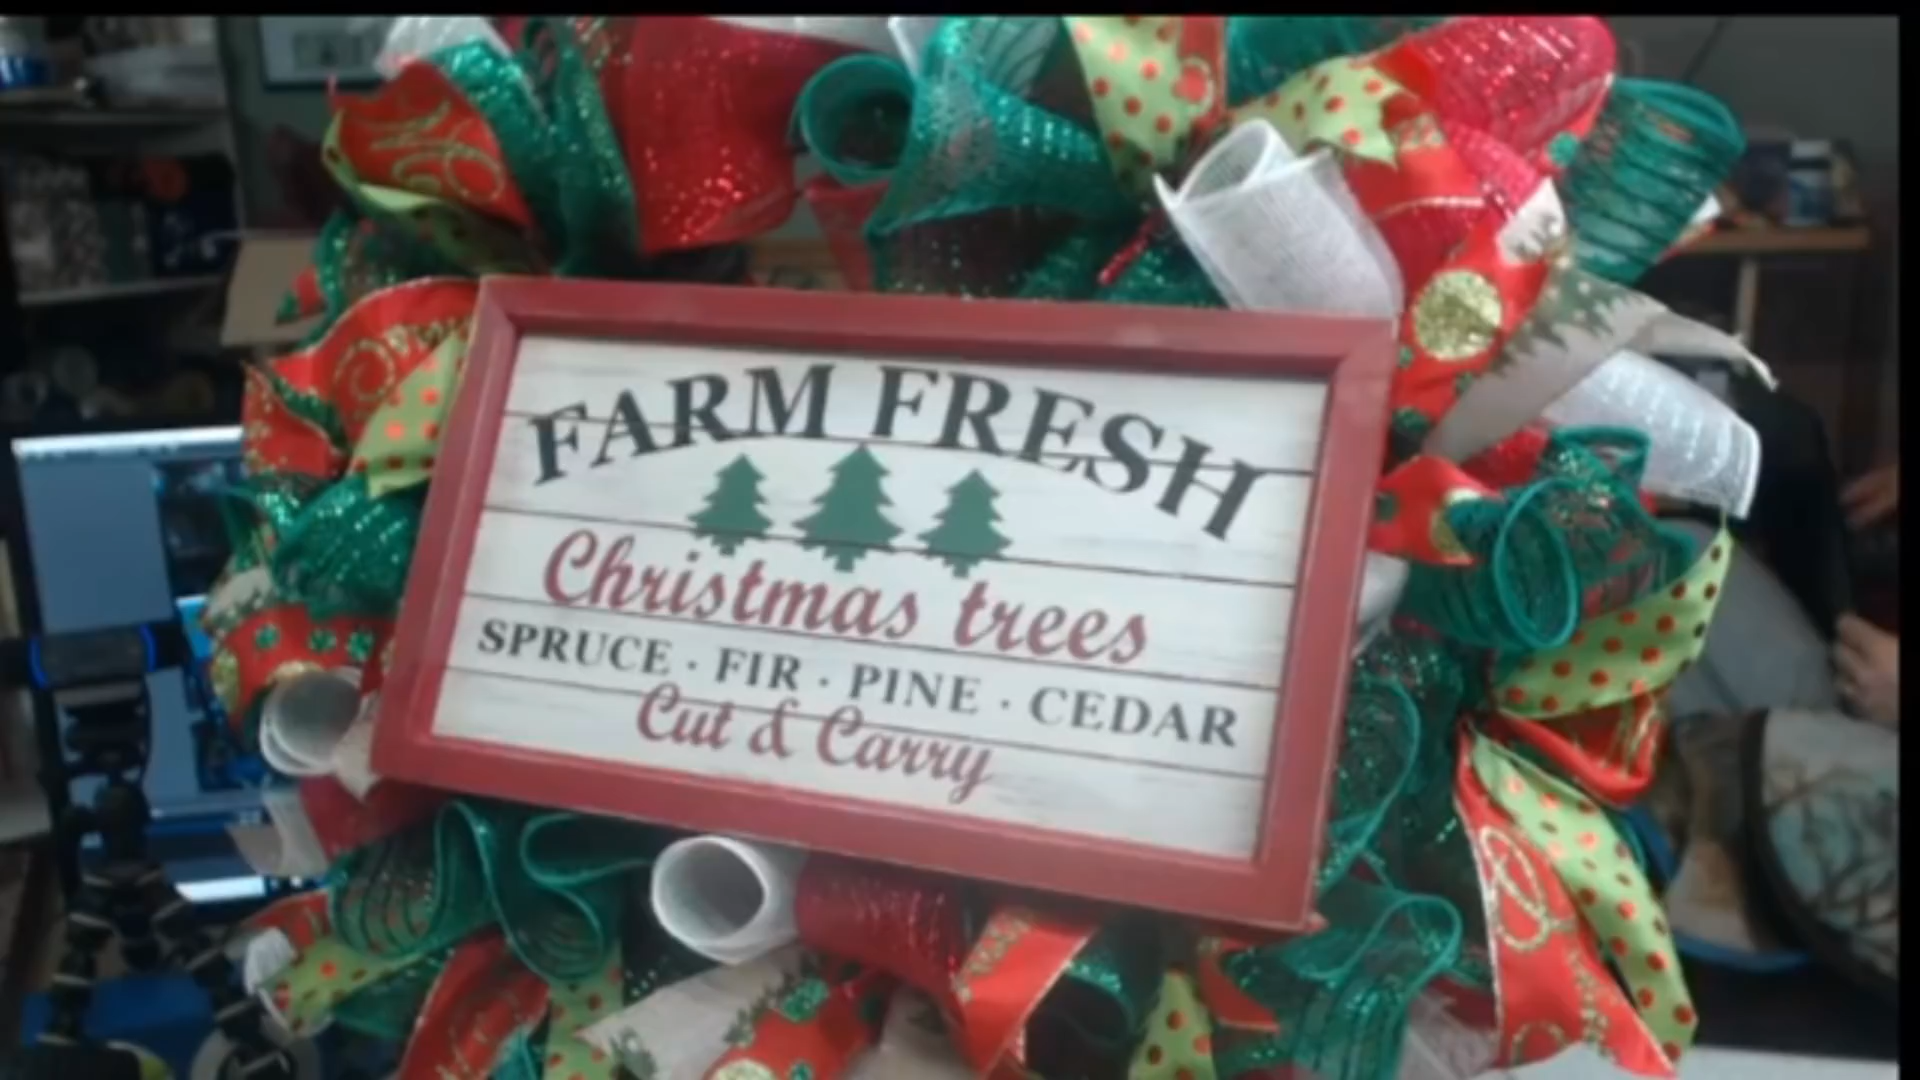 FARM FRESH
Christmas trees
SPRUCE · FIR · PINE · CEDAR
Cut & Carry